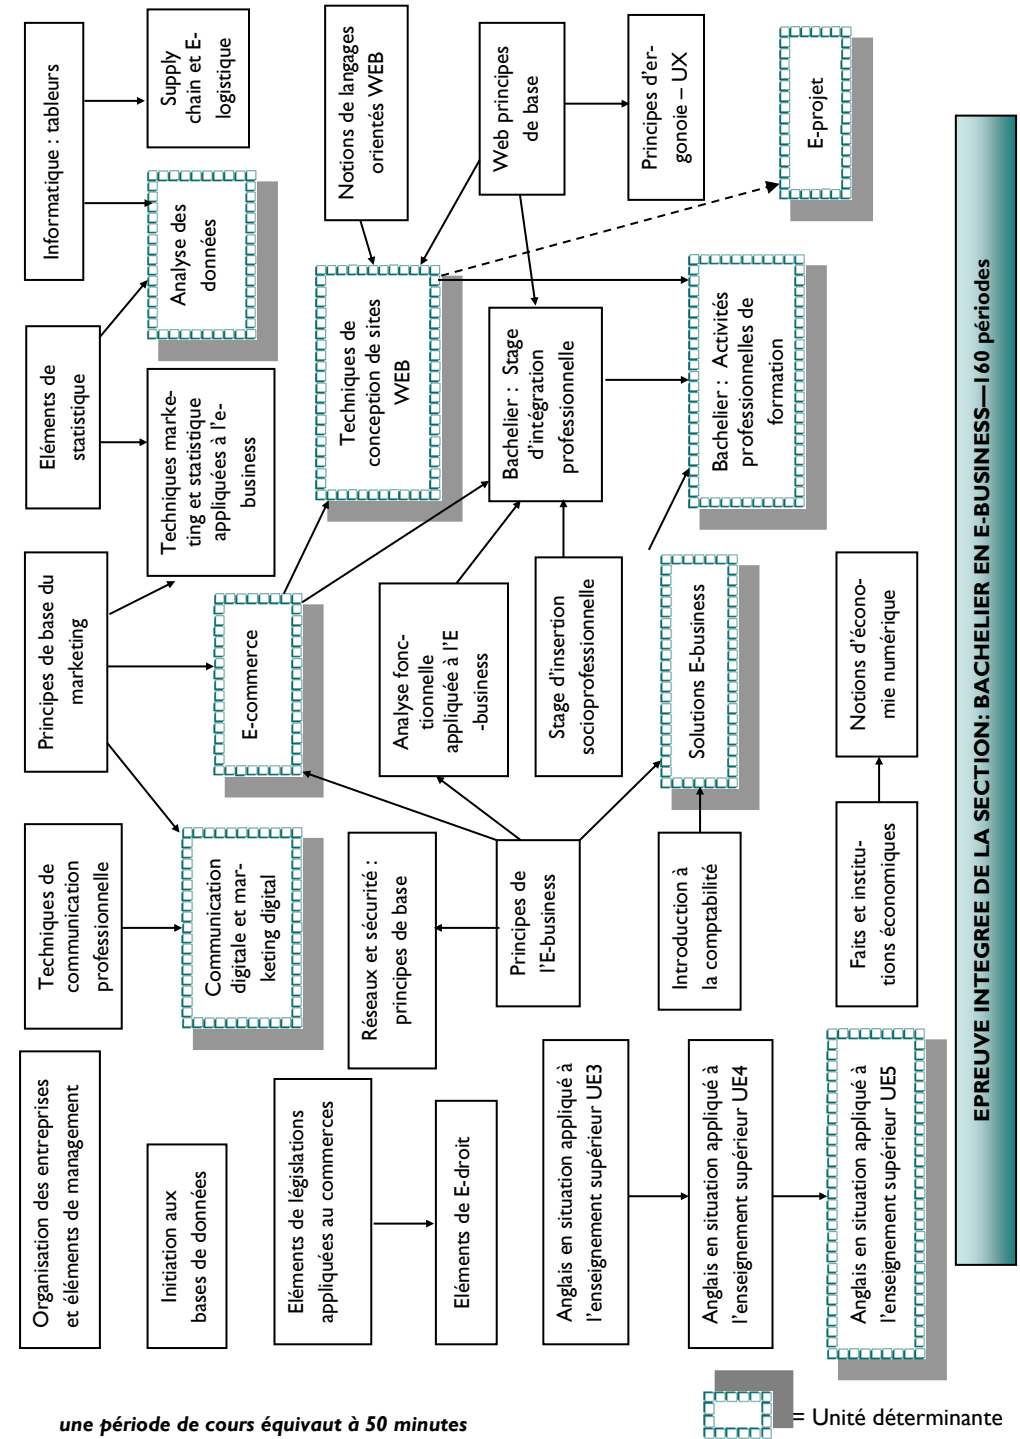 Organisation des entreprises
et éléments de management
Techniques de
communication
professionnelle
Principes de base du
marketing
Eléments de
statistique
Informatique : tableurs
Initiation aux
bases de données
Communication
digitale et mar-
keting digital
E-commerce
Techniques marke-
ting et statistique
appliquées à l'e-
business
Analyse des
données
Supply
chain et E-
logistique
Eléments de législations
appliquées au commerces
Eléments de E-droit
Réseaux et sécurité :
principes de base
Analyse fonc-
tionnelle
appliquée à l'E
-business
Techniques de
conception de sites
WEB
Notions de langages
orientés WEB
Principes de
l'E-business
Stage d'insertion
socioprofessionnelle
Bachelier : Stage
d'intégration
professionnelle
Web principes
de base
Anglais en situation appliqué à
l'enseignement supérieur UE3
Anglais en situation appliqué à
l'enseignement supérieur UE4
Anglais en situation appliqué à
l'enseignement supérieur UE5
Introduction à
la comptabilité
Solutions E-business
Bachelier : Activités
professionnelles de
formation
Principes d'er-
gnoie – UX
E-projet
Faits et institu-
tions économiques
Notions d'écono-
mie numérique
EPREUVE INTEGREE DE LA SECTION: BACHELIER EN E-BUSINESS—160 périodes
une période de cours équivaut à 50 minutes
= Unité déterminante